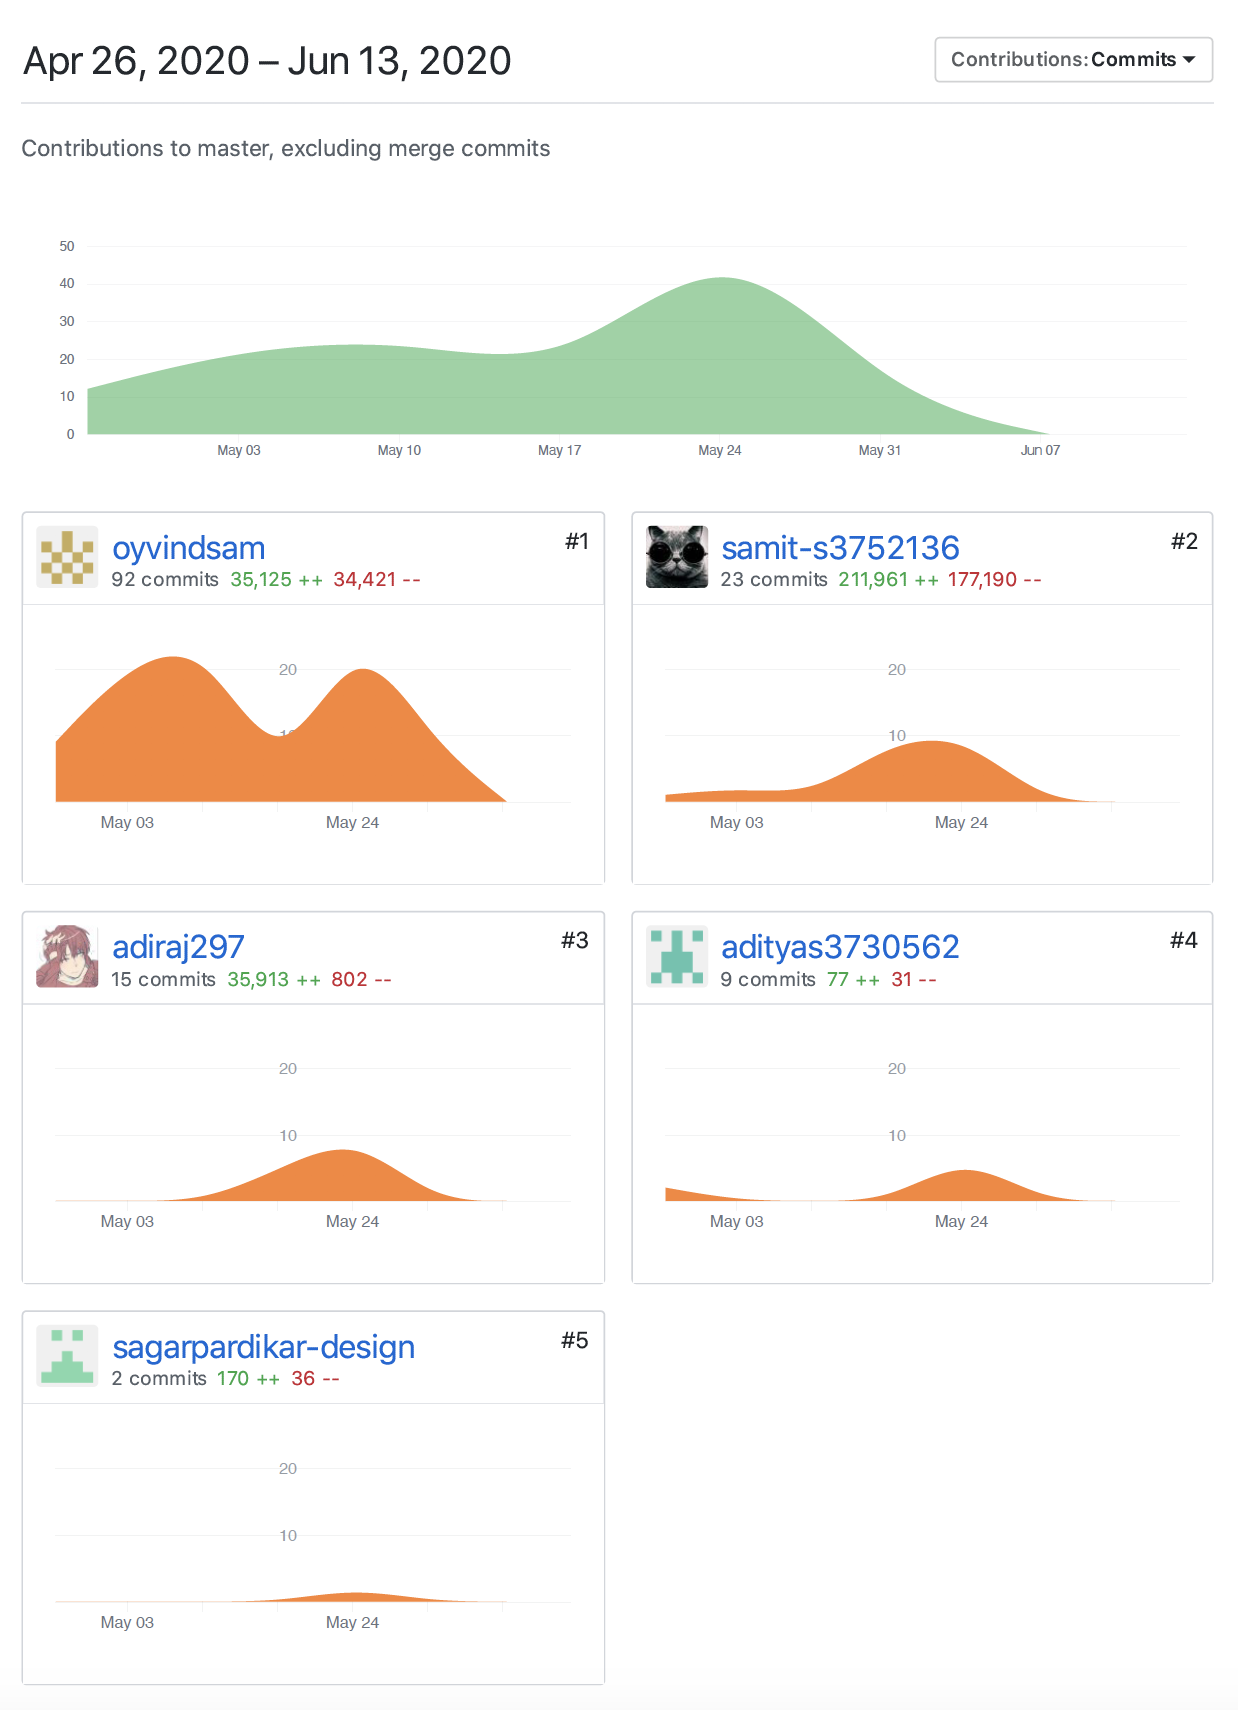 Apr 26, 2020 – Jun 13, 2020
Contributions: Commits
Contributions to master, excluding merge commits
50
40
30
20
10
0
May 03 May 10 May 17 May 24 May 31 Jun 07
oyvindsam #1
92 commits 35,125 ++ 34,421 --
20
10
May 03 May 24
samit-s3752136 #2
23 commits 211,961 ++ 177,190 --
20
10
May 03 May 24
adiraj297 #3
15 commits 35,913 ++ 802 --
20
10
May 03 May 24
adityas3730562 #4
9 commits 77 ++ 31 --
20
10
May 03 May 24
sagarpardikar-design #5
2 commits 170 ++ 36 --
20
10
May 03 May 24